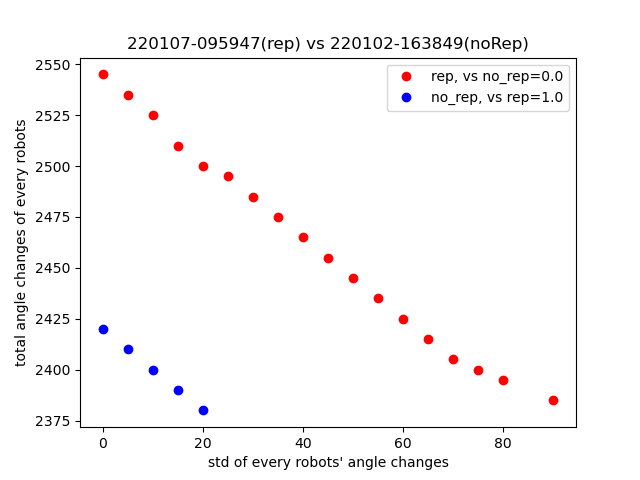 220107-095947(rep) vs 220102-163849(noRep)
rep, vs no_rep=0.0
no_rep, vs rep=1.0
total angle changes of every robots
2550
2525
2500
2475
2450
2425
2400
2375
0
20
40
60
80
std of every robots' angle changes